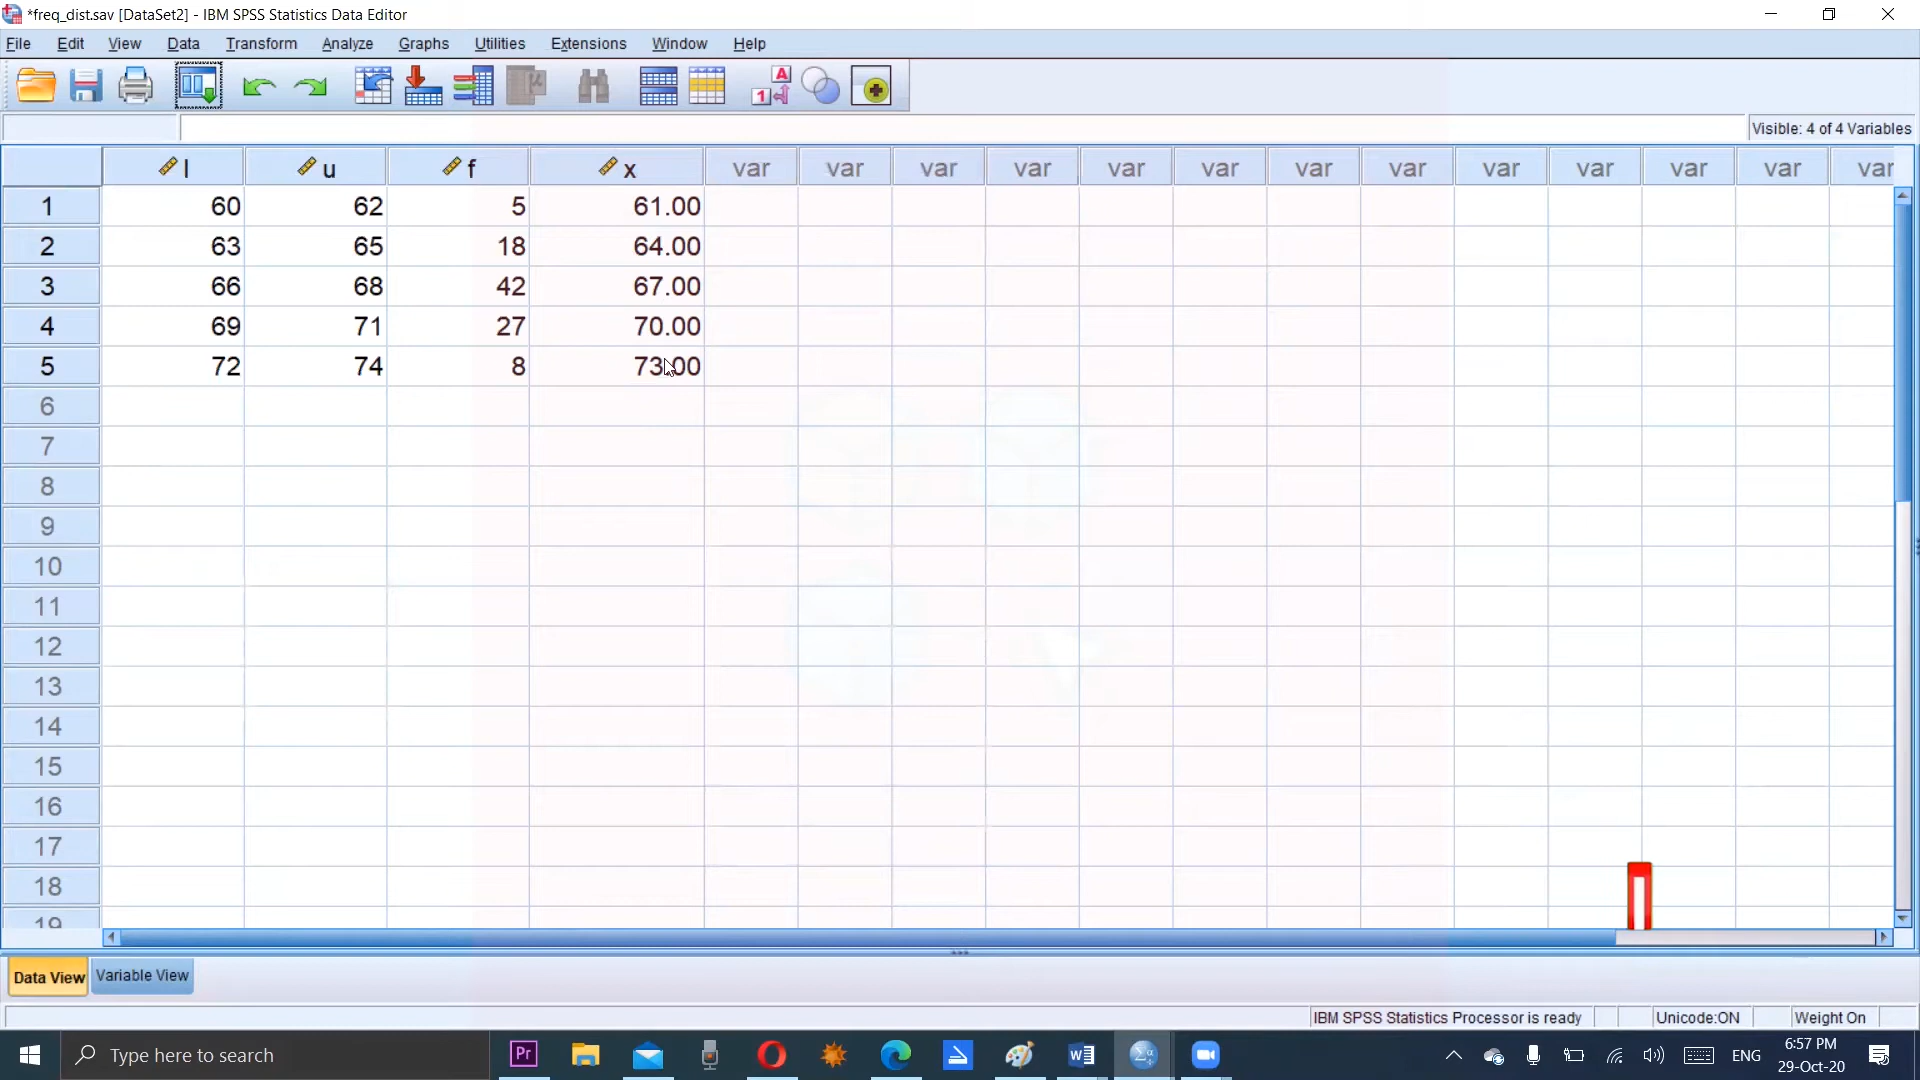 *freq_dist.sav [DataSet2] - IBM SPSS Statistics Data Editor
File Edit View Data Transform Analyze Graphs Utilities Extensions Window Help
Visible: 4 of 4 Variables
l u f x var var var var var var var var var var var var var
1 60 62 5 61.00
2 63 65 18 64.00
3 66 68 42 67.00
4 69 71 27 70.00
5 72 74 8 73.00
6
7
8
9
10
11
12
13
14
15
16
17
18
19
Data View Variable View
IBM SPSS Statistics Processor is ready Unicode:ON Weight On
Type here to search
Pr
ENG
6:57 PM
29-Oct-20